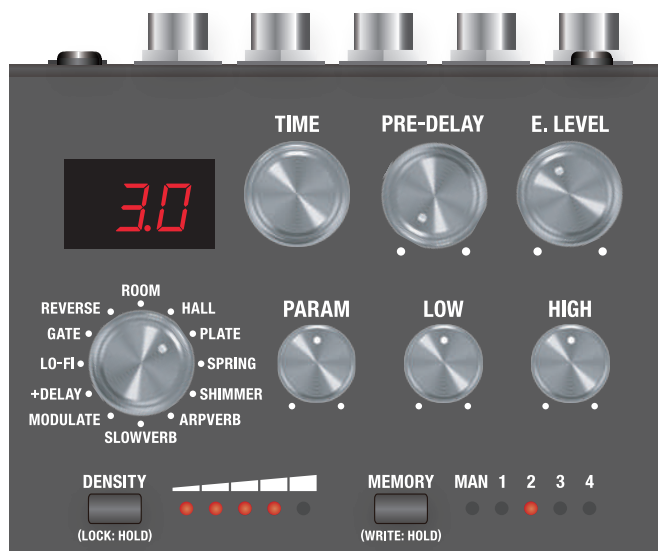 TIME PRE-DELAY E. LEVEL
3.0
ROOM
REVERSE HALL
GATE PLATE
LO-FI SPRING
+DELAY SHIMMER
MODULATE ARPVERB
SLOWVERB
PARAM LOW HIGH
DENSITY
(LOCK: HOLD)
MEMORY
(WRITE: HOLD)
MAN 1 2 3 4